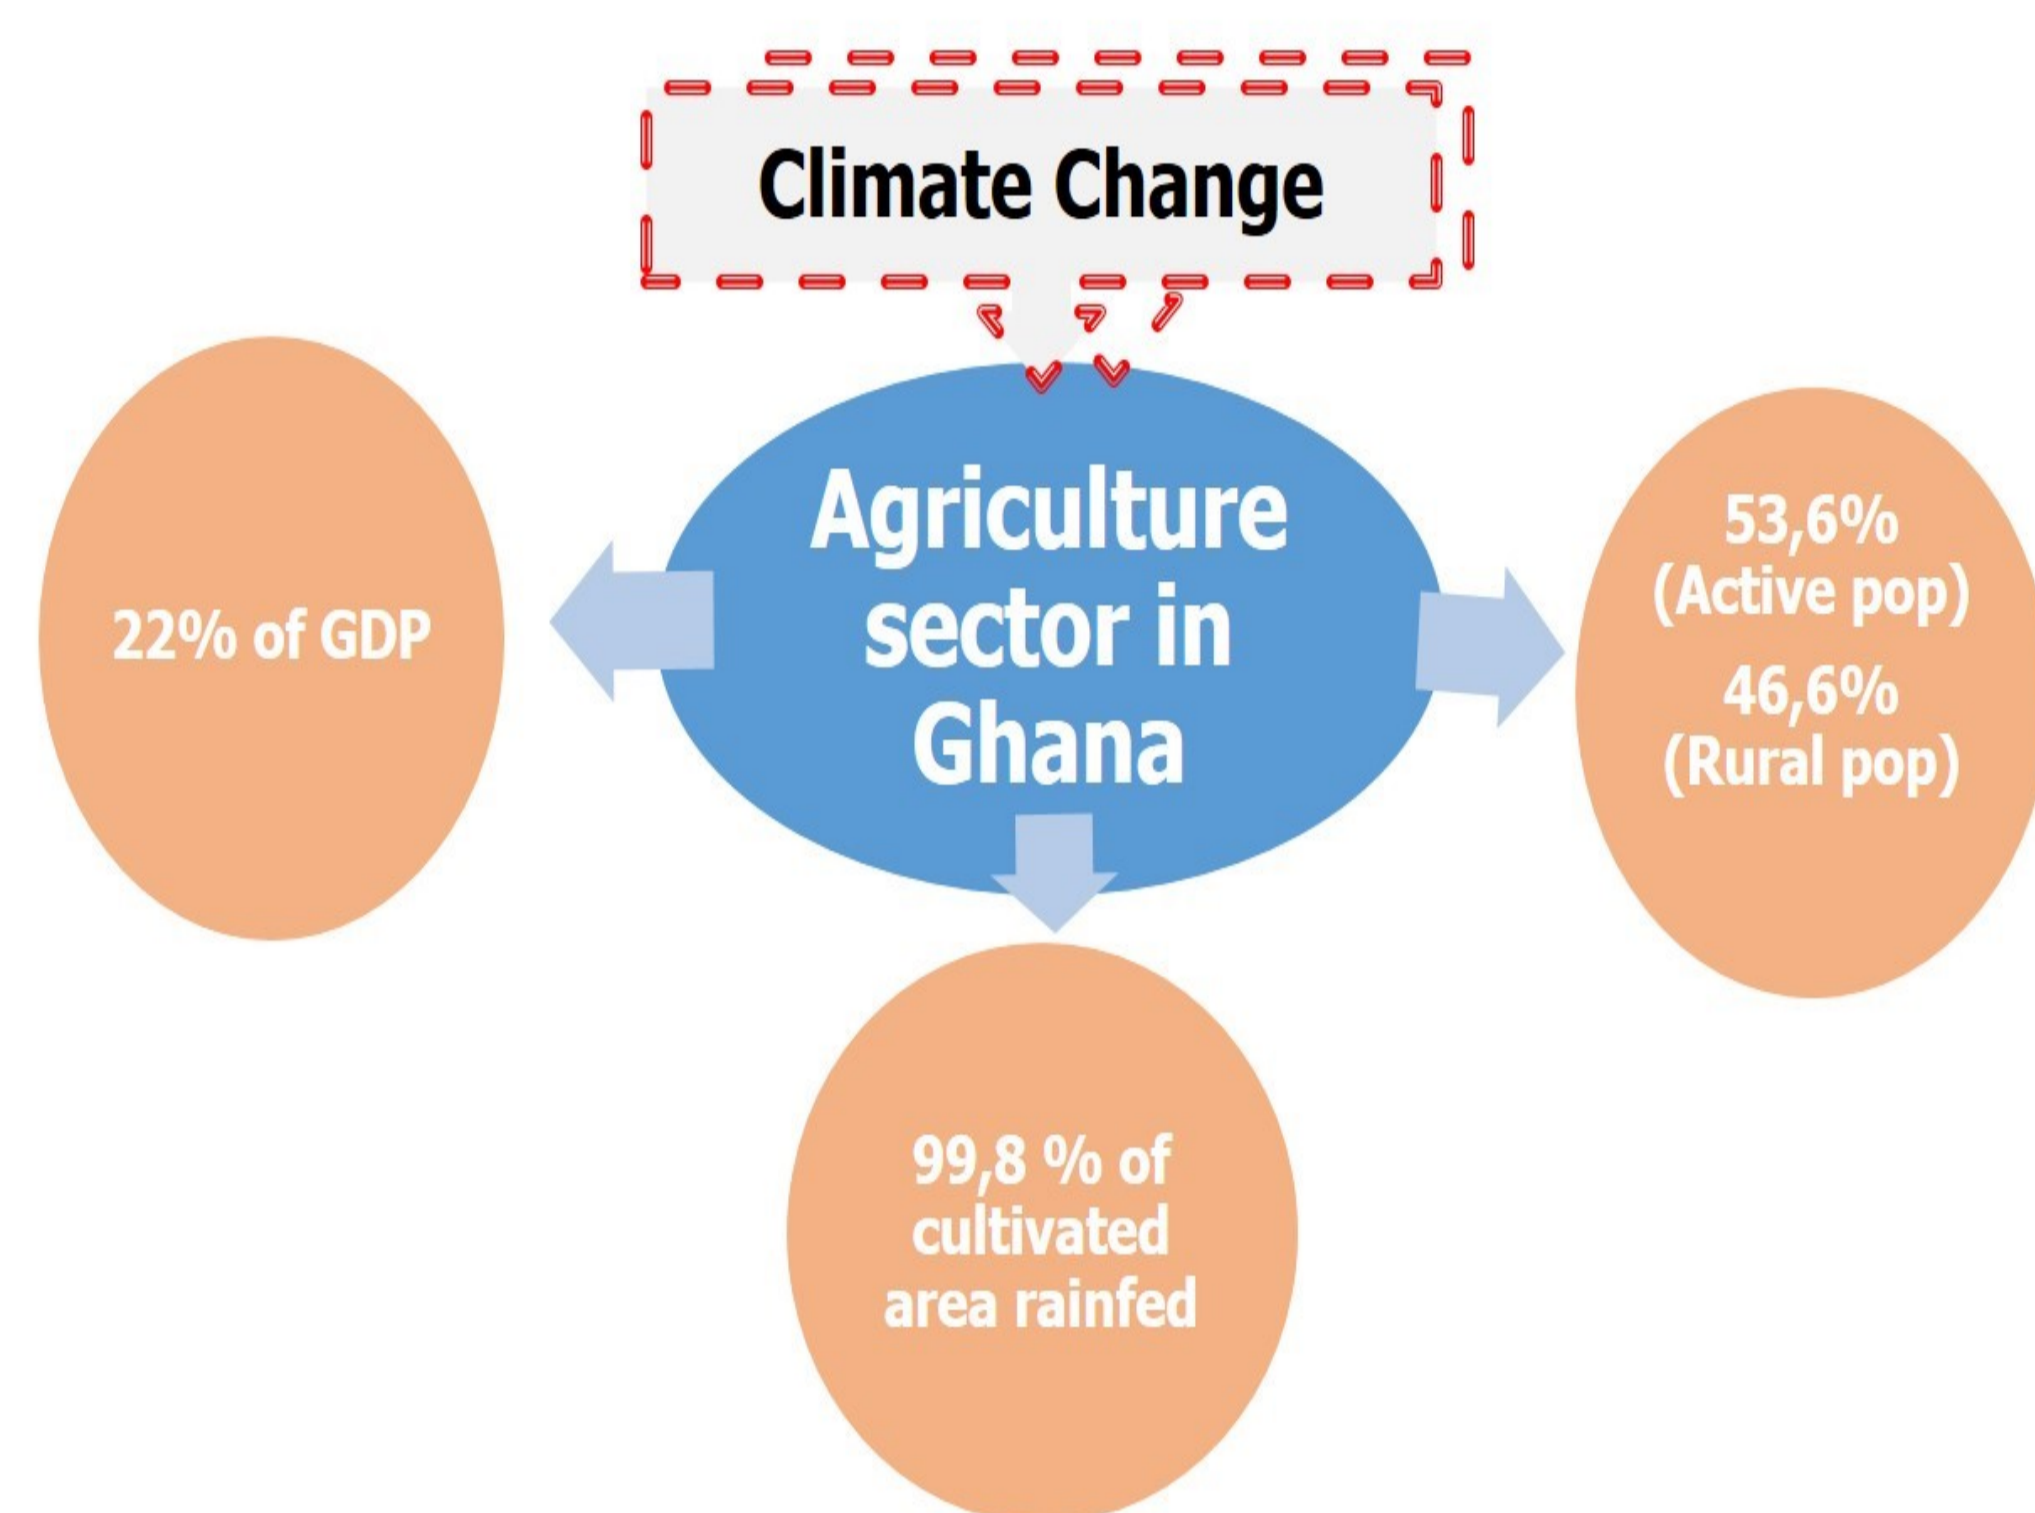 Climate Change
Agriculture
sector in
Ghana
22% of GDP
53,6%
(Active pop)
46,6%
(Rural pop)
99,8 % of
cultivated
area rainfed